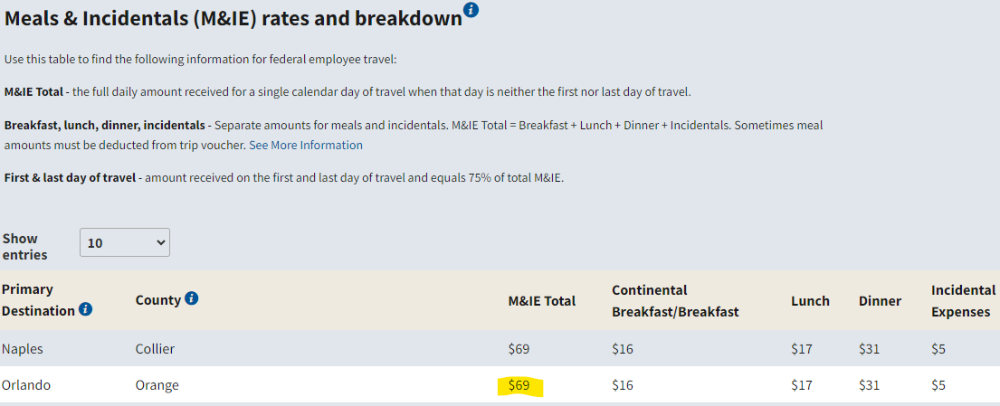 Meals & Incidentals (M&IE) rates and breakdown i
Use this table to find the following information for federal employee travel:
M&IE Total - the full daily amount received for a single calendar day of travel when that day is neither the first nor last day of travel.
Breakfast, lunch, dinner, incidentals - Separate amounts for meals and incidentals. M&IE Total = Breakfast + Lunch + Dinner + Incidentals. Sometimes meal
amounts must be deducted from trip voucher. See More Information
First & last day of travel - amount received on the first and last day of travel and equals 75% of total M&IE.
Show
entries
10
Primary
Destination i
County i
M&IE Total
Continental
Breakfast/Breakfast
Lunch
Dinner
Incidental
Expenses
Naples Collier $69 $16 $17 $31 $5
Orlando Orange $69 $16 $17 $31 $5